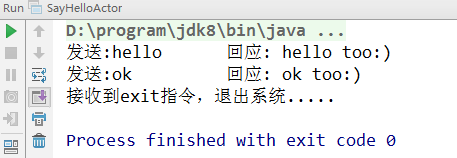 Run SayHelloActor
D:\program\jdk8\bin\java ...
发送:hello 回应: hello too:)
发送:ok 回应: ok too:)
接收到exit指令，退出系统.....
Process finished with exit code 0